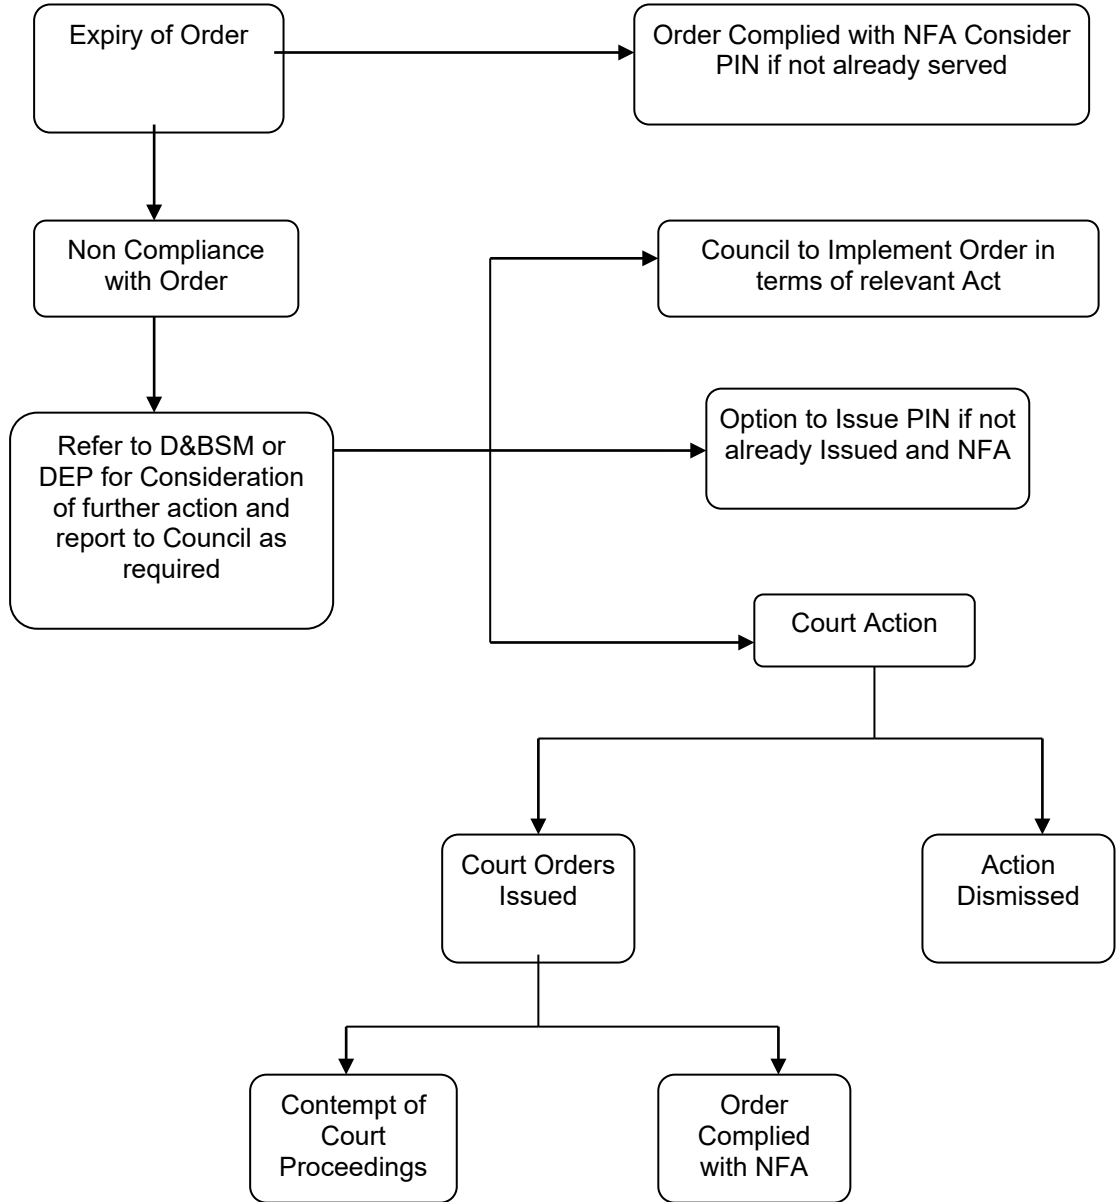 Expiry of Order
Order Complied with NFA Consider
PIN if not already served
Non Compliance
with Order
Council to Implement Order in
terms of relevant Act
Refer to D&BSM or
DEP for Consideration
of further action and
report to Council as
required
Option to Issue PIN if not
already Issued and NFA
Court Action
Court Orders
Issued
Action
Dismissed
Contempt of
Court
Proceedings
Order
Complied
with NFA